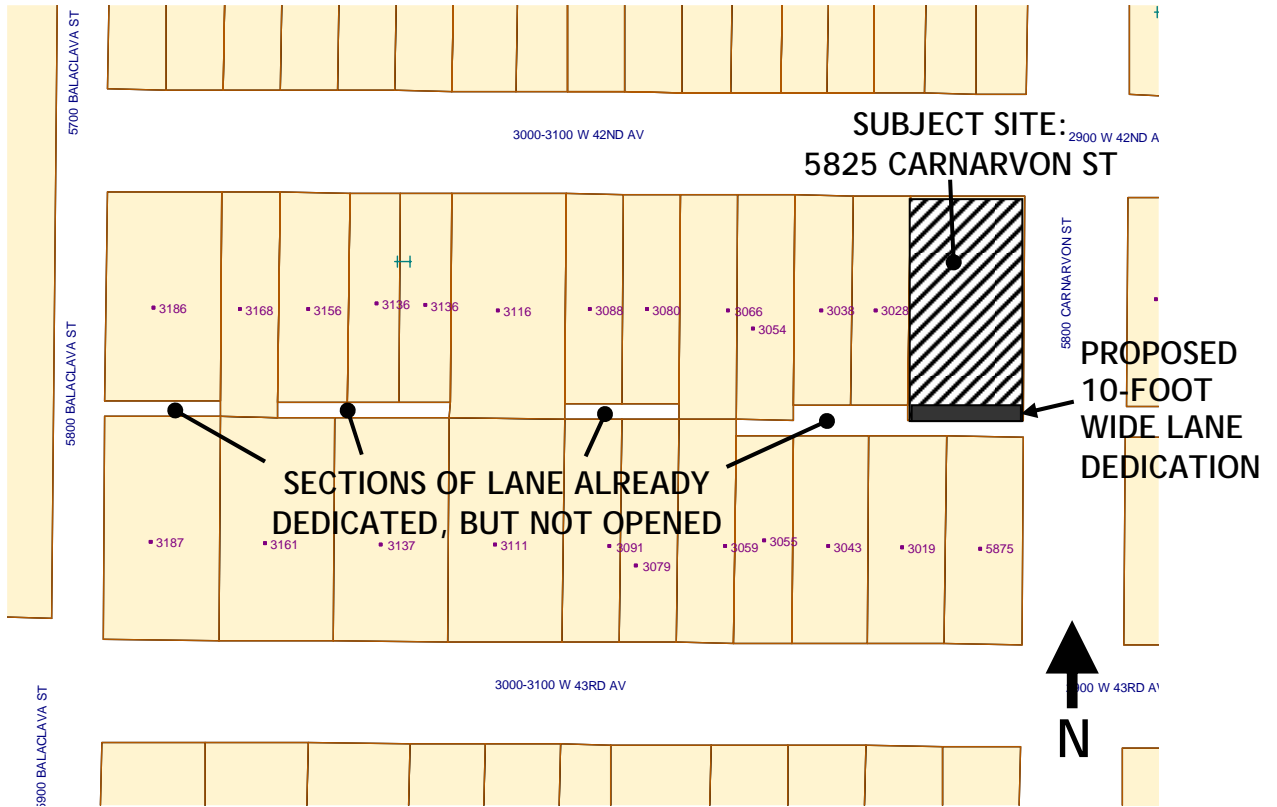 5700 BALACLAVA ST
3000-3100 W 42ND AV
SUBJECT SITE:
5825 CARNARVON ST
2900 W 42ND A
5800 BALACLAVA ST
5800 CARNARVON ST
3186
3168
3156
3136
3136
3116
3088
3080
3066
3054
3038
3028
PROPOSED
10-FOOT
WIDE LANE
DEDICATION
SECTIONS OF LANE ALREADY
DEDICATED, BUT NOT OPENED
3187
3161
3137
3111
3091
3079
3059
3055
3043
3019
5875
3000-3100 W 43RD AV
W 43RD AV
N
BALACLAVA ST